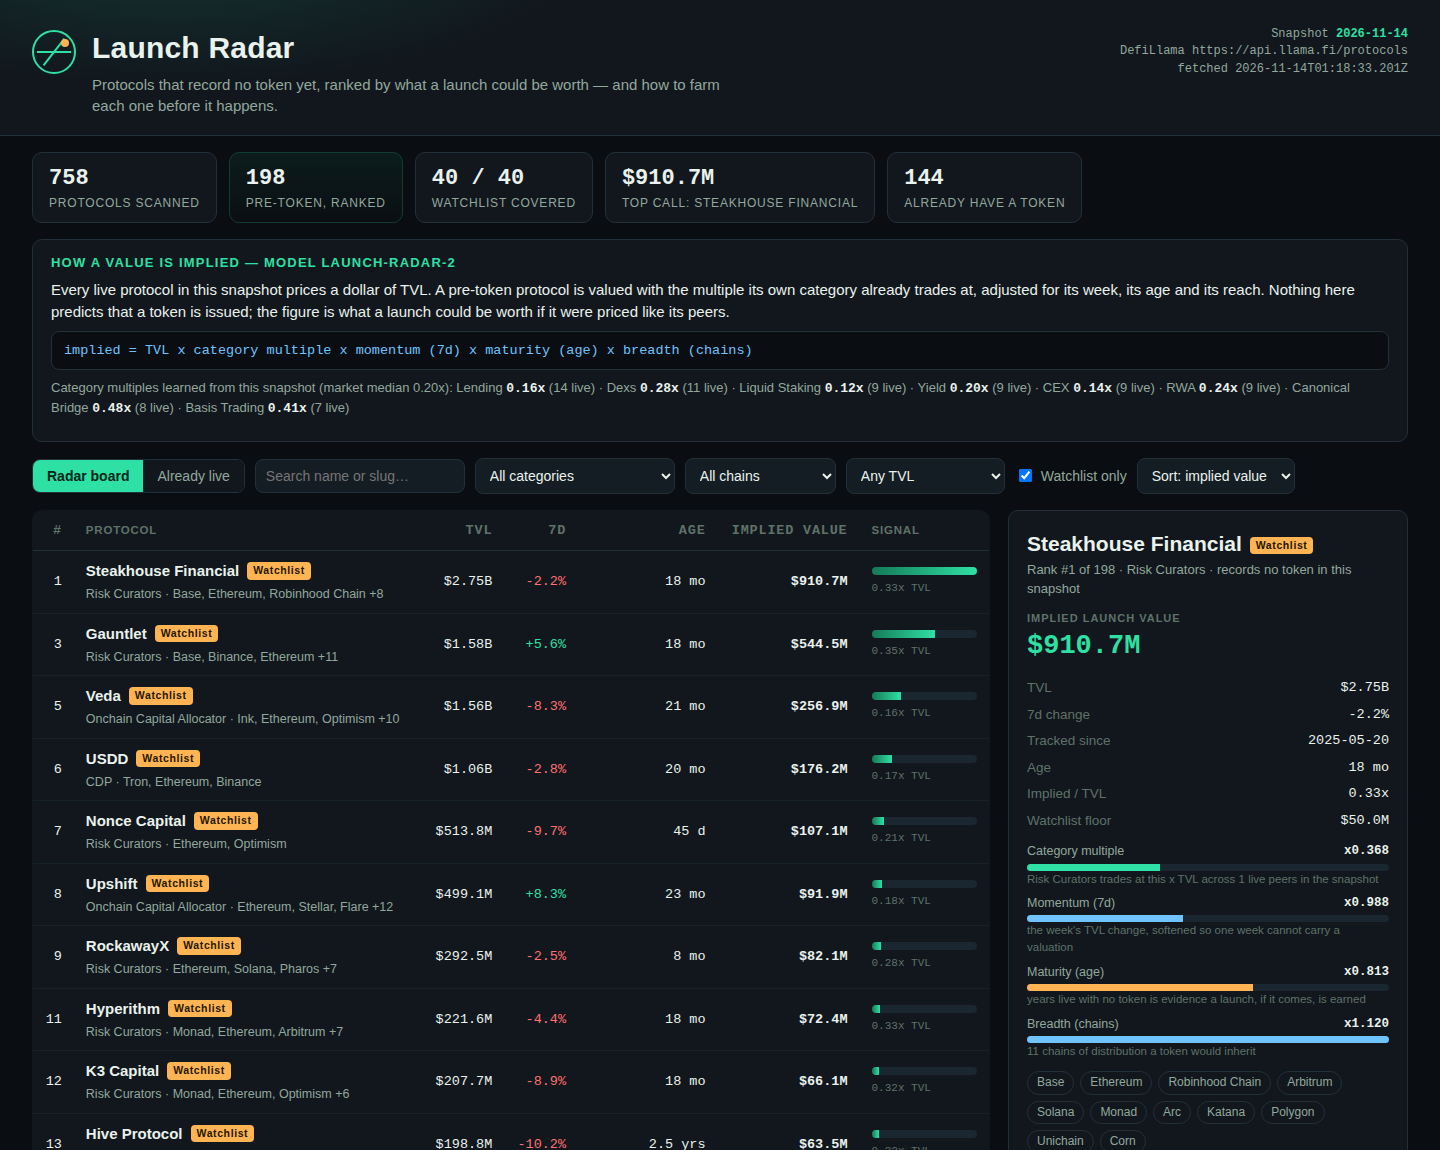 Launch Radar
Protocols that record no token yet, ranked by what a launch could be worth — and how to farm
each one before it happens.
Snapshot 2026-11-14
DefiLlama https://api.llama.fi/protocols
fetched 2026-11-14T01:18:33.201Z
758
PROTOCOLS SCANNED
198
PRE-TOKEN, RANKED
40 / 40
WATCHLIST COVERED
$910.7M
TOP CALL: STEAKHOUSE FINANCIAL
144
ALREADY HAVE A TOKEN
HOW A VALUE IS IMPLIED — MODEL LAUNCH-RADAR-2
Every live protocol in this snapshot prices a dollar of TVL. A pre-token protocol is valued with the multiple its own category already trades at, adjusted for its week, its age and its reach. Nothing here
predicts that a token is issued; the figure is what a launch could be worth if it were priced like its peers.
implied = TVL x category multiple x momentum (7d) x maturity (age) x breadth (chains)
Category multiples learned from this snapshot (market median 0.20x): Lending 0.16x (14 live) · Dexs 0.28x (11 live) · Liquid Staking 0.12x (9 live) · Yield 0.20x (9 live) · CEX 0.14x (9 live) · RWA 0.24x (9 live) · Canonical
Bridge 0.48x (8 live) · Basis Trading 0.41x (7 live)
Radar board Already live Search name or slug… All categories All chains Any TVL Watchlist only Sort: implied value
# PROTOCOL TVL 7D AGE IMPLIED VALUE SIGNAL
1 Steakhouse Financial Watchlist $2.75B -2.2% 18 mo $910.7M
Risk Curators · Base, Ethereum, Robinhood Chain +8 0.33x TVL
3 Gauntlet Watchlist $1.58B +5.6% 18 mo $544.5M
Risk Curators · Base, Binance, Ethereum +11 0.35x TVL
5 Veda Watchlist $1.56B -8.3% 21 mo $256.9M
Onchain Capital Allocator · Ink, Ethereum, Optimism +10 0.16x TVL
6 USDD Watchlist $1.06B -2.8% 20 mo $176.2M
CDP · Tron, Ethereum, Binance 0.17x TVL
7 Nonce Capital Watchlist $513.8M -9.7% 45 d $107.1M
Risk Curators · Ethereum, Optimism 0.21x TVL
8 Upshift Watchlist $499.1M +8.3% 23 mo $91.9M
Onchain Capital Allocator · Ethereum, Stellar, Flare +12 0.18x TVL
9 RockawayX Watchlist $292.5M -2.5% 8 mo $82.1M
Risk Curators · Ethereum, Solana, Pharos +7 0.28x TVL
11 Hyperithm Watchlist $221.6M -4.4% 18 mo $72.4M
Risk Curators · Monad, Ethereum, Arbitrum +7 0.33x TVL
12 K3 Capital Watchlist $207.7M -8.9% 18 mo $66.1M
Risk Curators · Monad, Ethereum, Optimism +6 0.32x TVL
13 Hive Protocol Watchlist $198.8M -10.2% 2.5 yrs $63.5M
Steakhouse Financial Watchlist
Rank #1 of 198 · Risk Curators · records no token in this
snapshot
IMPLIED LAUNCH VALUE
$910.7M
TVL $2.75B
7d change -2.2%
Tracked since 2025-05-20
Age 18 mo
Implied / TVL 0.33x
Watchlist floor $50.0M
Category multiple x0.368
Risk Curators trades at this x TVL across 1 live peers in the snapshot
Momentum (7d) x0.988
the week's TVL change, softened so one week cannot carry a
valuation
Maturity (age) x0.813
years live with no token is evidence a launch, if it comes, is earned
Breadth (chains) x1.120
11 chains of distribution a token would inherit
Base Ethereum Robinhood Chain Arbitrum
Solana Monad Arc Katana Polygon
Unichain Corn